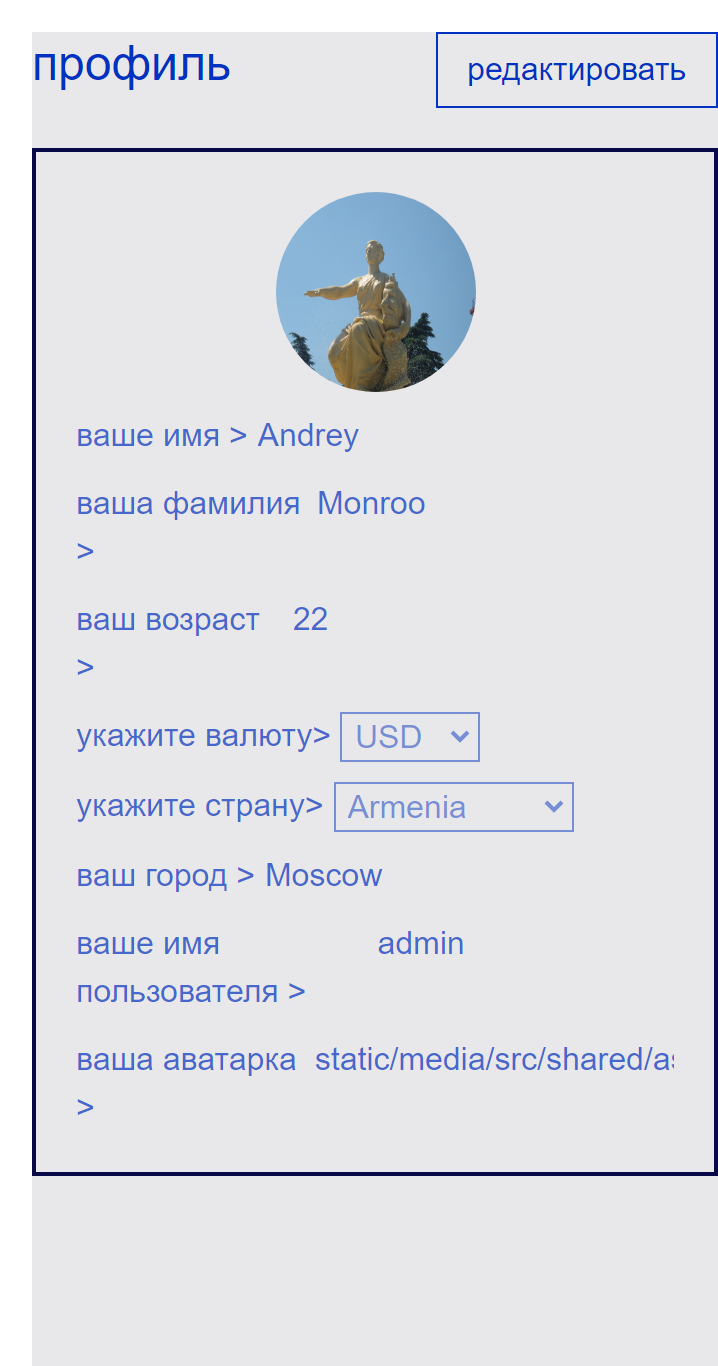 профиль
редактировать
ваше имя > Andrey
ваша фамилия Monroo
>
ваш возраст 22
>
укажите валюту> USD
укажите страну> Armenia
ваш город > Moscow
ваше имя admin
пользователя >
ваша аватарка static/media/src/shared/as
>